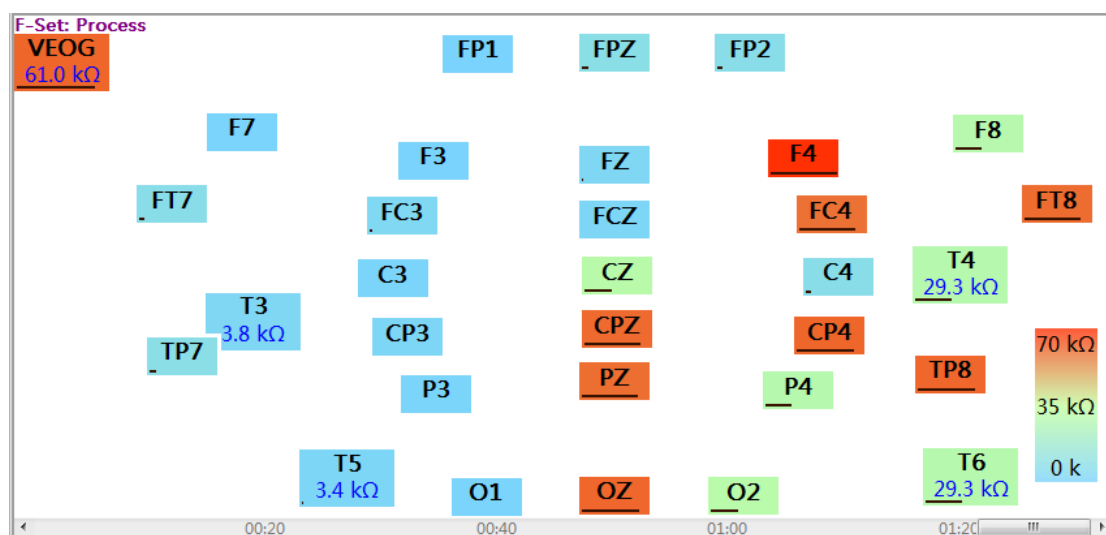 F-Set: Process
VEOG
61.0 kΩ
FP1
FPZ
FP2
F7
F3
FZ
F4
F8
FT7
FC3
FCZ
FC4
FT8
C3
CZ
C4
T4
29.3 kΩ
T3
3.8 kΩ
TP7
CP3
CPZ
CP4
TP8
P3
PZ
P4
70 kΩ
35 kΩ
0 k
T5
3.4 kΩ
O1
OZ
O2
T6
29.3 kΩ
00:20
00:40
01:00